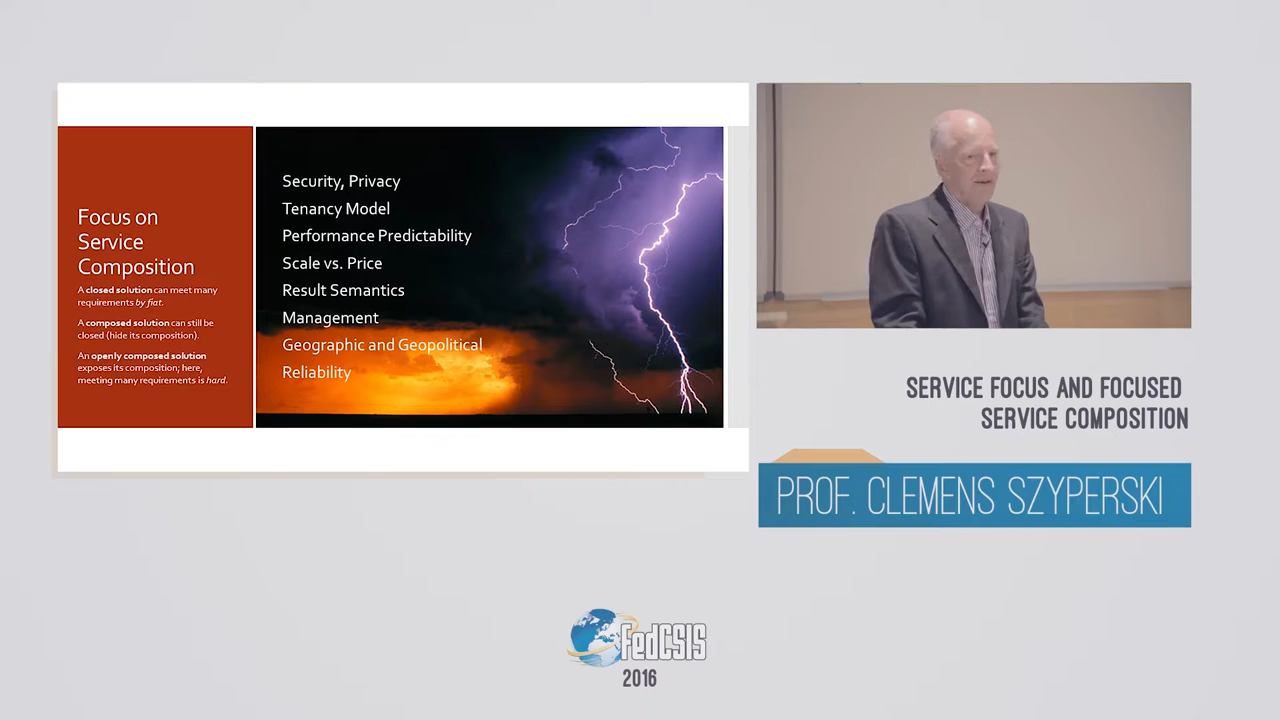 Focus on
Service
Composition
A closed solution can meet many
requirements by fiat.
A composed solution can still be
closed (hide its composition).
An openly composed solution
exposes its composition; here,
meeting many requirements is hard.
Security, Privacy
Tenancy Model
Performance Predictability
Scale vs. Price
Result Semantics
Management
Geographic and Geopolitical
Reliability
SERVICE FOCUS AND FOCUSED
SERVICE COMPOSITION
PROF. CLEMENS SZYPERSKI
FedCSIS
2016